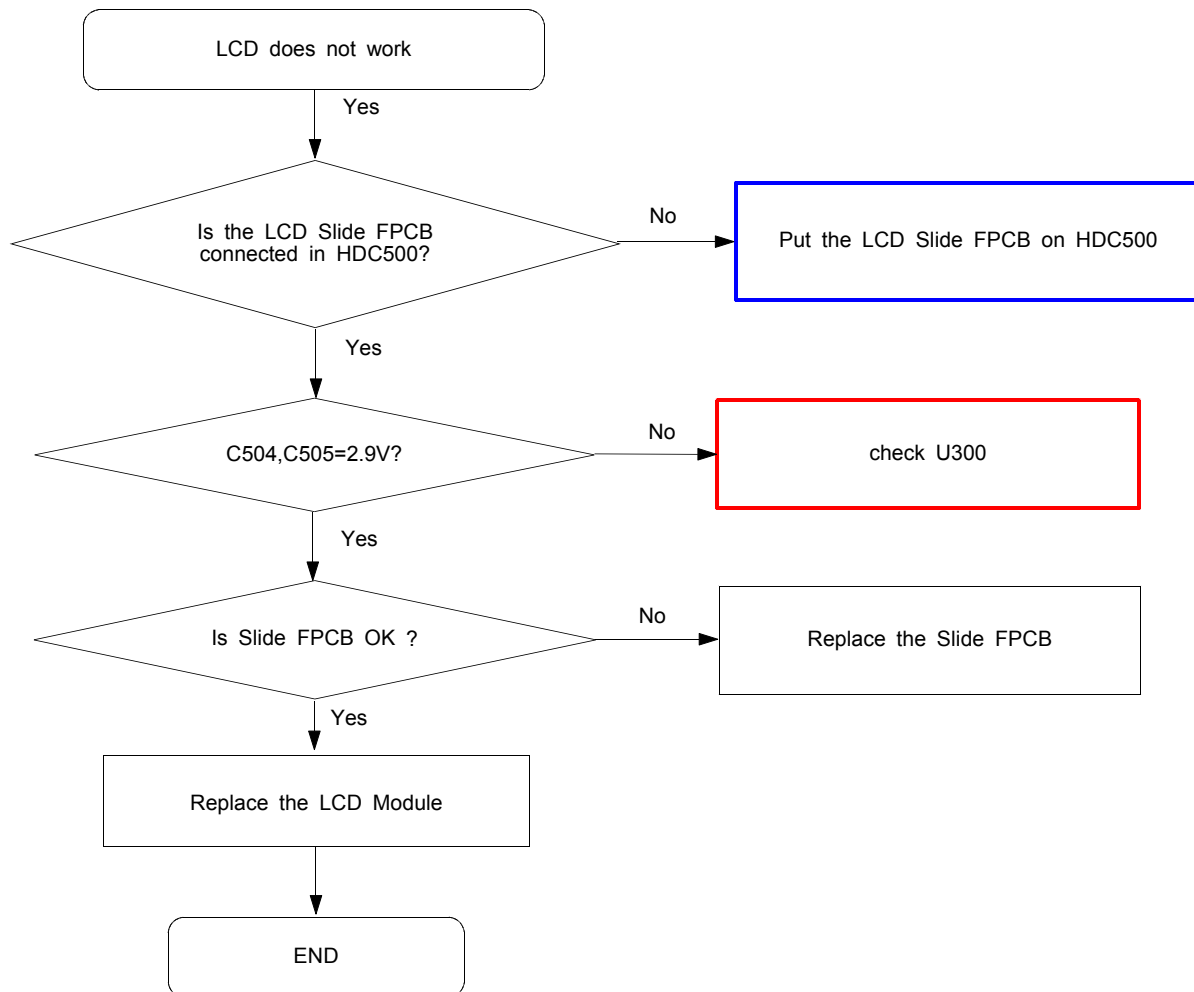 LCD does not work
Yes
Is the LCD Slide FPCB
connected in HDC500?
No
Put the LCD Slide FPCB on HDC500
Yes
C504,C505=2.9V?
No
check U300
Yes
Is Slide FPCB OK ?
No
Replace the Slide FPCB
Yes
Replace the LCD Module
END